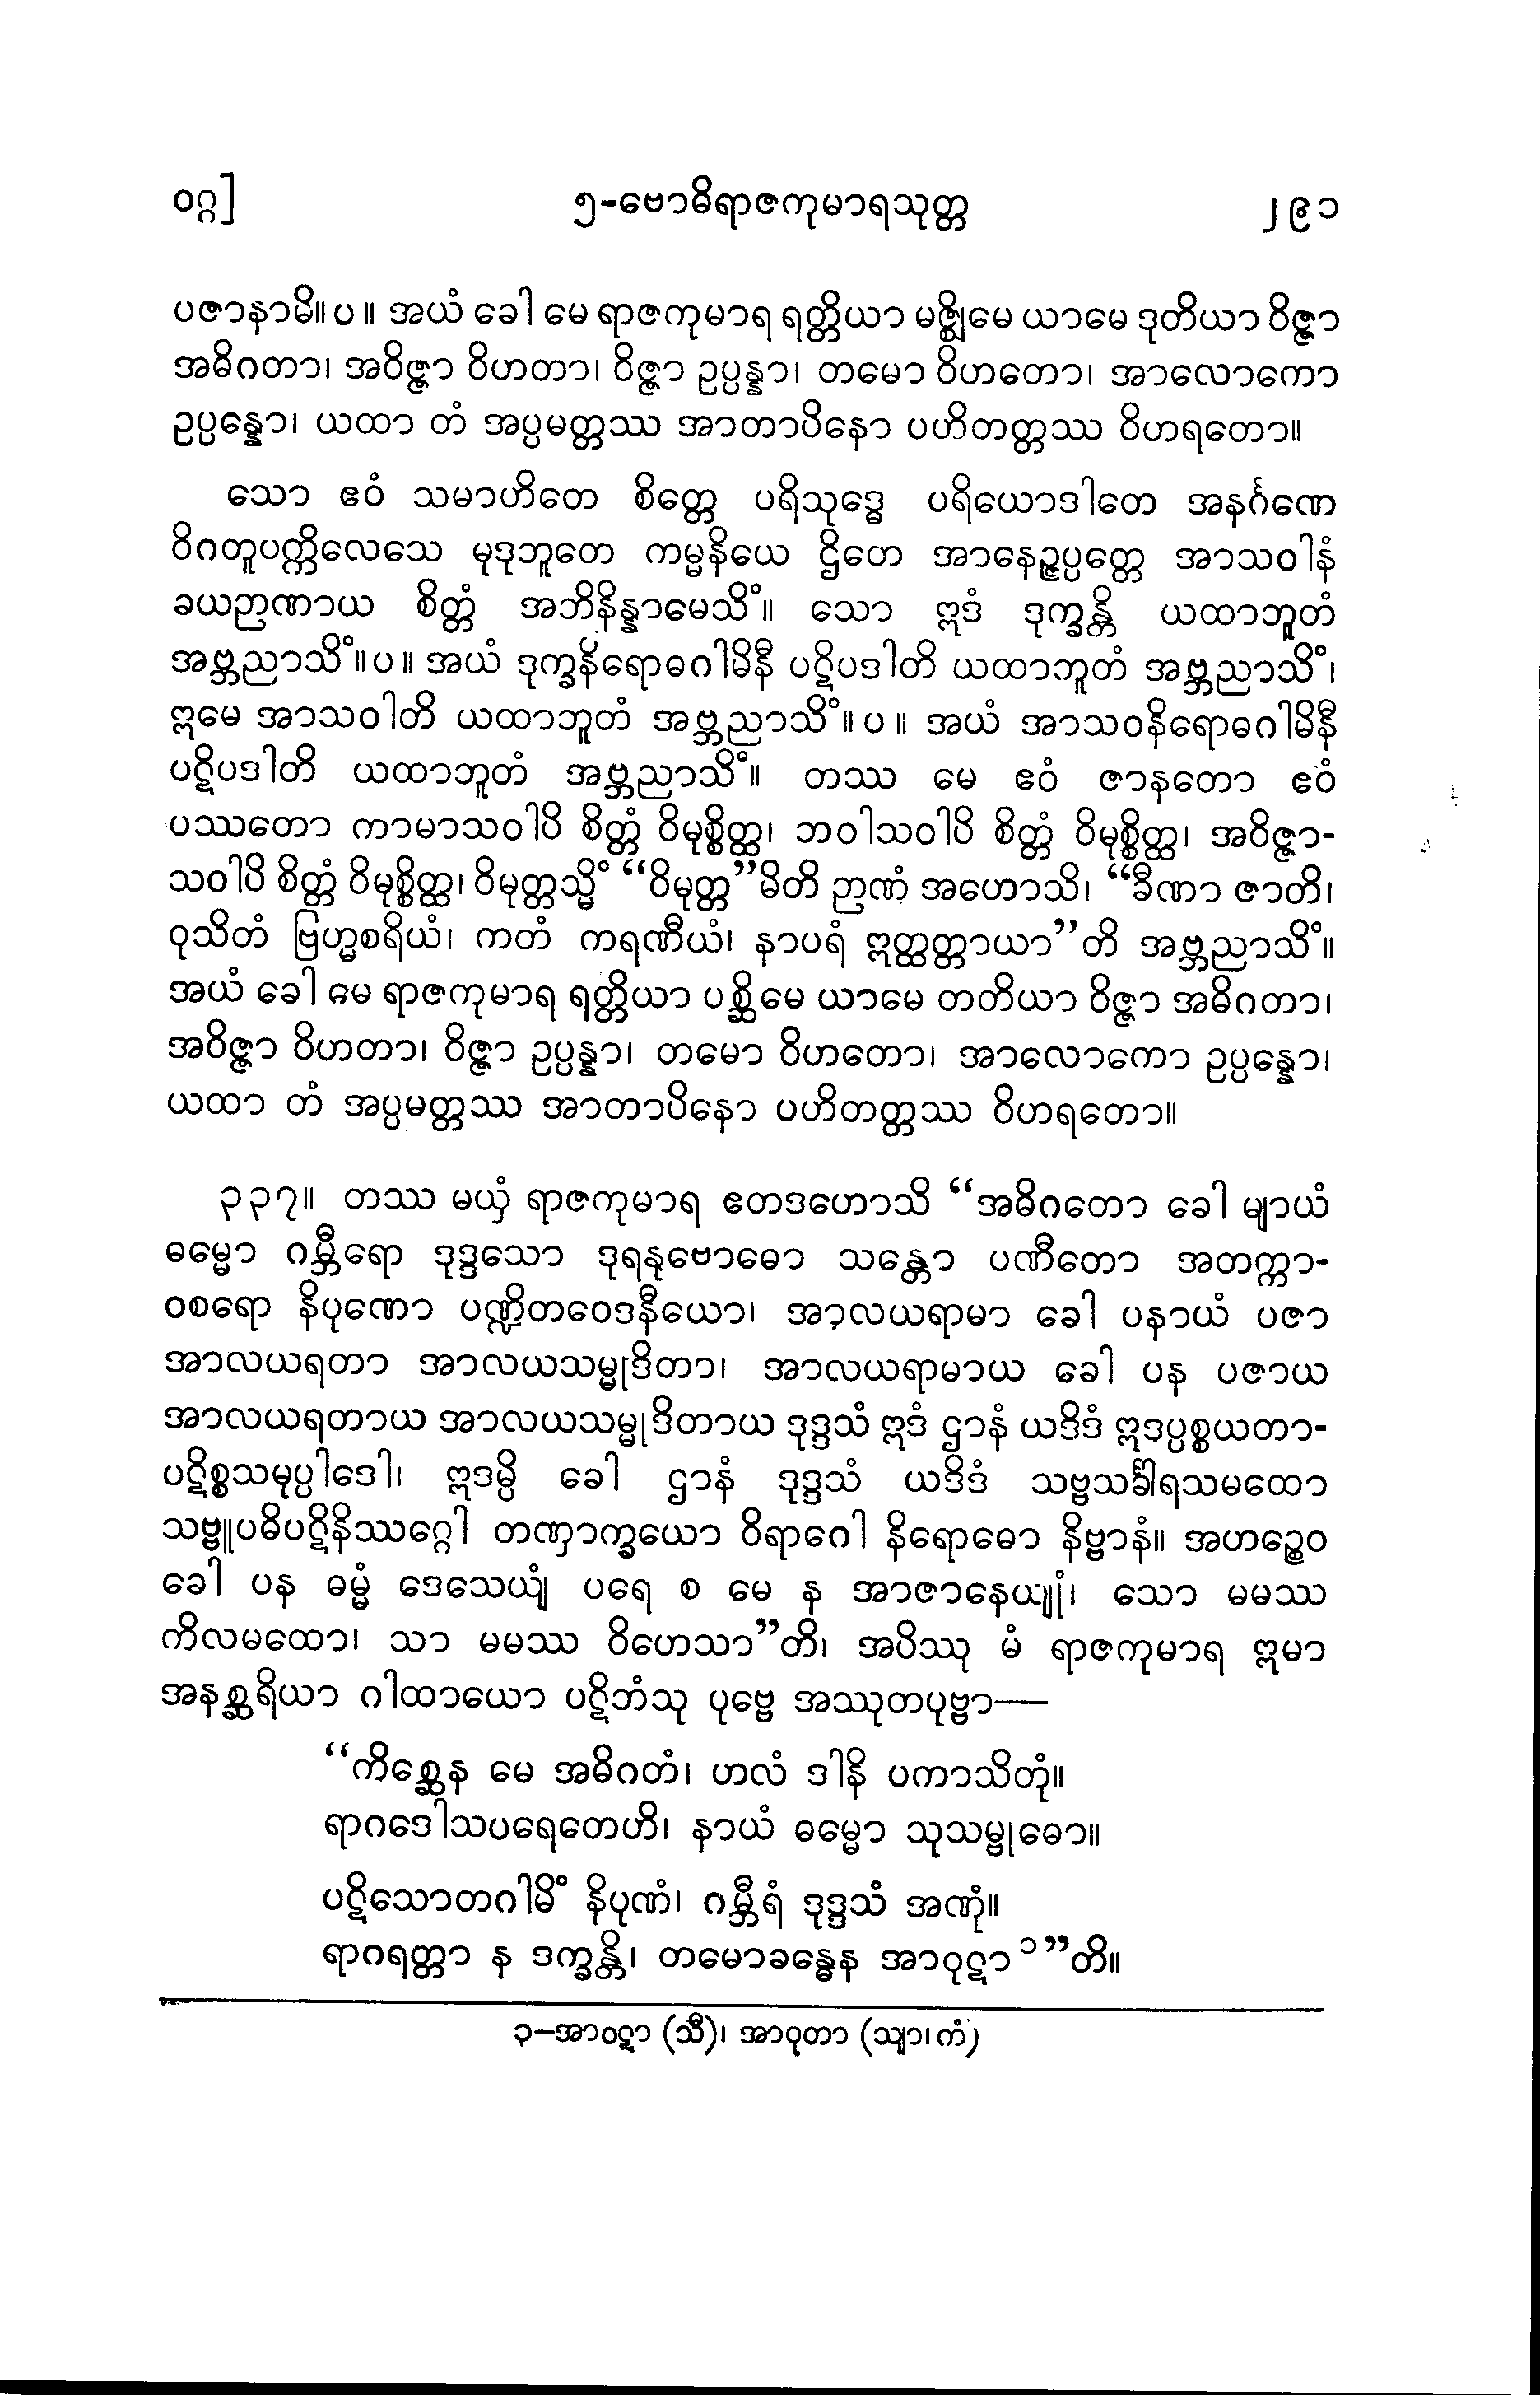 ဝဂ္ဂ] ၅-ဗောဓိရာဇကုမာရသုတ္တ ၂၉၁
ပဇာနာမိ။ ပ ။ အယံ ခေါ မေ ရာဇကုမာရ ရတ္တိယာ မဇ္ဈိမေ ယာမေ ဒုတိယာ ဝိဇ္ဇာ
အဓိဂတာ၊ အဝိဇ္ဇာ ဝိဟတာ၊ ဝိဇ္ဇာ ဥပ္ပန္နာ၊ တမော ဝိဟတော၊ အာလောကော
ဥပ္ပန္နော၊ ယထာ တံ အပ္ပမတ္တဿ အာတာပိနော ပဟိတတ္တဿ ဝိဟရတော။
သော ဧဝံ သမာဟိတေ စိတ္တေ ပရိသုဒ္ဓေ ပရိယောဒါတေ အနင်္ဂဏေ
ဝိဂတူပက္ကိလေသေ မုဒုဘူတေ ကမ္မနိယေ ဌိတေ အာနေဉ္ဇပ္ပတ္တေ အာသဝါနံ
ခယဉာဏာယ စိတ္တံ အဘိနိန္နာမေသိံ။ သော ဣဒံ ဒုက္ခန္တိ ယထာဘူတံ
အဗ္ဘညာသိံ။ ပ ။ အယံ ဒုက္ခနိရောဓဂါမိနီ ပဋိပဒါတိ ယထာဘူတံ အဗ္ဘညာသိံ၊
ဣမေ အာသဝါတိ ယထာဘူတံ အဗ္ဘညာသိံ။ ပ ။ အယံ အာသဝနိရောဓဂါမိနီ
ပဋိပဒါတိ ယထာဘူတံ အဗ္ဘညာသိံ။ တဿ မေ ဧဝံ ဇာနတော ဧဝံ
ပဿတော ကာမာသဝါပိ စိတ္တံ ဝိမုစ္စိတ္ထ၊ ဘဝါသဝါပိ စိတ္တံ ဝိမုစ္စိတ္ထ၊ အဝိဇ္ဇာ-
သဝါပိ စိတ္တံ ဝိမုစ္စိတ္ထ၊ ဝိမုတ္တသ္မိံ “ဝိမုတ္တ”မိတိ ဉာဏံ အဟောသိ၊ “ခီဏာ ဇာတိ၊
ဝုသိတံ ဗြဟ္မစရိယံ၊ ကတံ ကရဏီယံ၊ နာပရံ ဣတ္ထတ္တာယာ”တိ အဗ္ဘညာသိံ။
အယံ ခေါ မေ ရာဇကုမာရ ရတ္တိယာ ပစ္ဆိမေ ယာမေ တတိယာ ဝိဇ္ဇာ အဓိဂတာ၊
အဝိဇ္ဇာ ဝိဟတာ၊ ဝိဇ္ဇာ ဥပ္ပန္နာ၊ တမော ဝိဟတော၊ အာလောကော ဥပ္ပန္နော၊
ယထာ တံ အပ္ပမတ္တဿ အာတာပိနော ပဟိတတ္တဿ ဝိဟရတော။
၃၃၇။ တဿ မယှံ ရာဇကုမာရ ဧတဒဟောသိ “အဓိဂတော ခေါ မျာယံ
ဓမ္မော ဂမ္ဘီရော ဒုဒ္ဒသော ဒုရနုဗောဓော သန္တော ပဏီတော အတက္ကာ-
ဝစရော နိပုဏော ပဏ္ဍိတဝေဒနီယော၊ အာလယရာမာ ခေါ ပနာယံ ပဇာ
အာလယရတာ အာလယသမ္မုဒိတာ၊ အာလယရာမာယ ခေါ ပန ပဇာယ
အာလယရတာယ အာလယသမ္မုဒိတာယ ဒုဒ္ဒသံ ဣဒံ ဌာနံ ယဒိဒံ ဣဒပ္ပစ္စယတာ-
ပဋိစ္စသမုပ္ပါဒေါ၊ ဣဒမ္ပိ ခေါ ဌာနံ ဒုဒ္ဒသံ ယဒိဒံ သဗ္ဗသင်္ခါရသမထော
သဗ္ဗူပဓိပဋိနိဿဂ္ဂေါ တဏှာက္ခယော ဝိရာဂေါ နိရောဓော နိဗ္ဗာနံ။ အဟဉ္စေဝ
ခေါ ပန ဓမ္မံ ဒေသေယျံ ပရေ စ မေ န အာဇာနေယျုံ၊ သော မမဿ
ကိလမထော၊ သာ မမဿ ဝိဟေသာ”တိ၊ အပိဿု မံ ရာဇကုမာရ ဣမာ
အနစ္ဆရိယာ ဂါထာယော ပဋိဘံသု ပုဗ္ဗေ အဿုတပုဗ္ဗာ—
“ကိစ္ဆေန မေ အဓိဂတံ၊ ဟလံ ဒါနိ ပကာသိတုံ။
ရာဂဒေါသပရေတေဟိ၊ နာယံ ဓမ္မော သုသမ္ဗုဓော။
ပဋိသောတဂါမိံ နိပုဏံ၊ ဂမ္ဘီရံ ဒုဒ္ဒသံ အဏုံ။
ရာဂရတ္တာ န ဒက္ခန္တိ၊ တမောခန္ဓေန အာဝုဋာ ၁”တိ။
၃—အာဝဋာ (သီ)၊ အာဝုတာ (သျာ၊ ကံ)